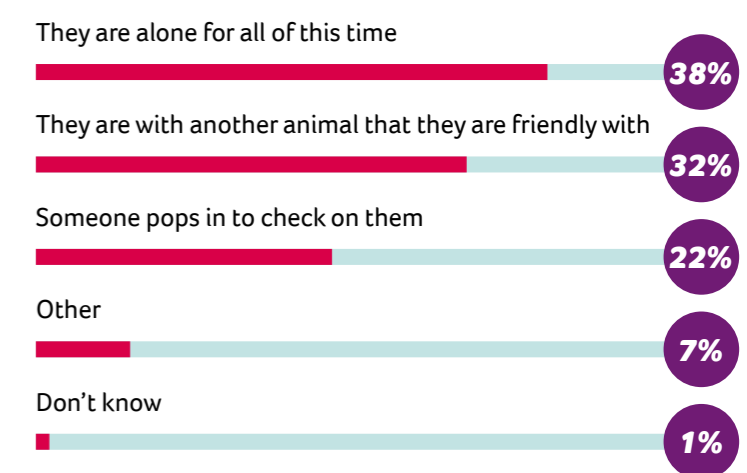 They are alone for all of this time
38%
They are with another animal that they are friendly with
32%
Someone pops in to check on them
22%
Other
7%
Don’t know
1%